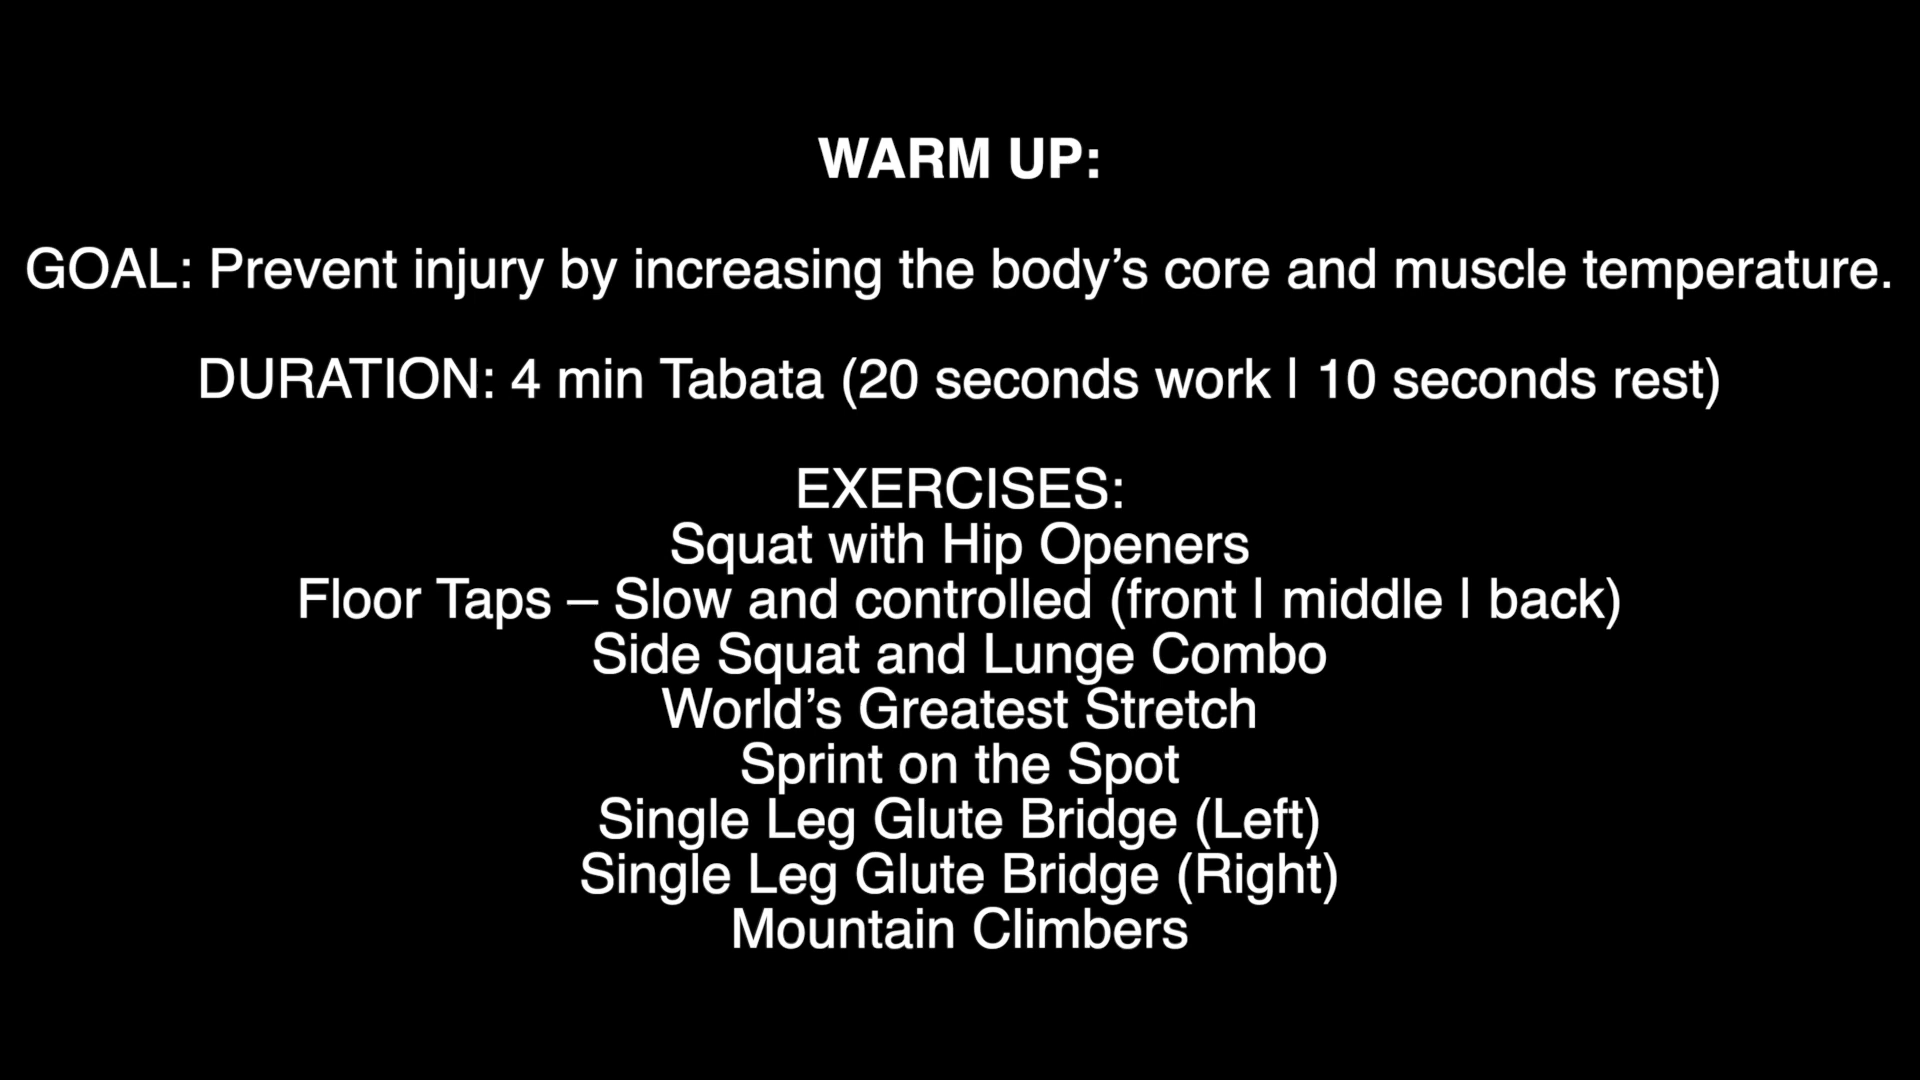 WARM UP:
GOAL: Prevent injury by increasing the body’s core and muscle temperature.
DURATION: 4 min Tabata (20 seconds work | 10 seconds rest)
EXERCISES:
Squat with Hip Openers
Floor Taps – Slow and controlled (front | middle | back)
Side Squat and Lunge Combo
World’s Greatest Stretch
Sprint on the Spot
Single Leg Glute Bridge (Left)
Single Leg Glute Bridge (Right)
Mountain Climbers